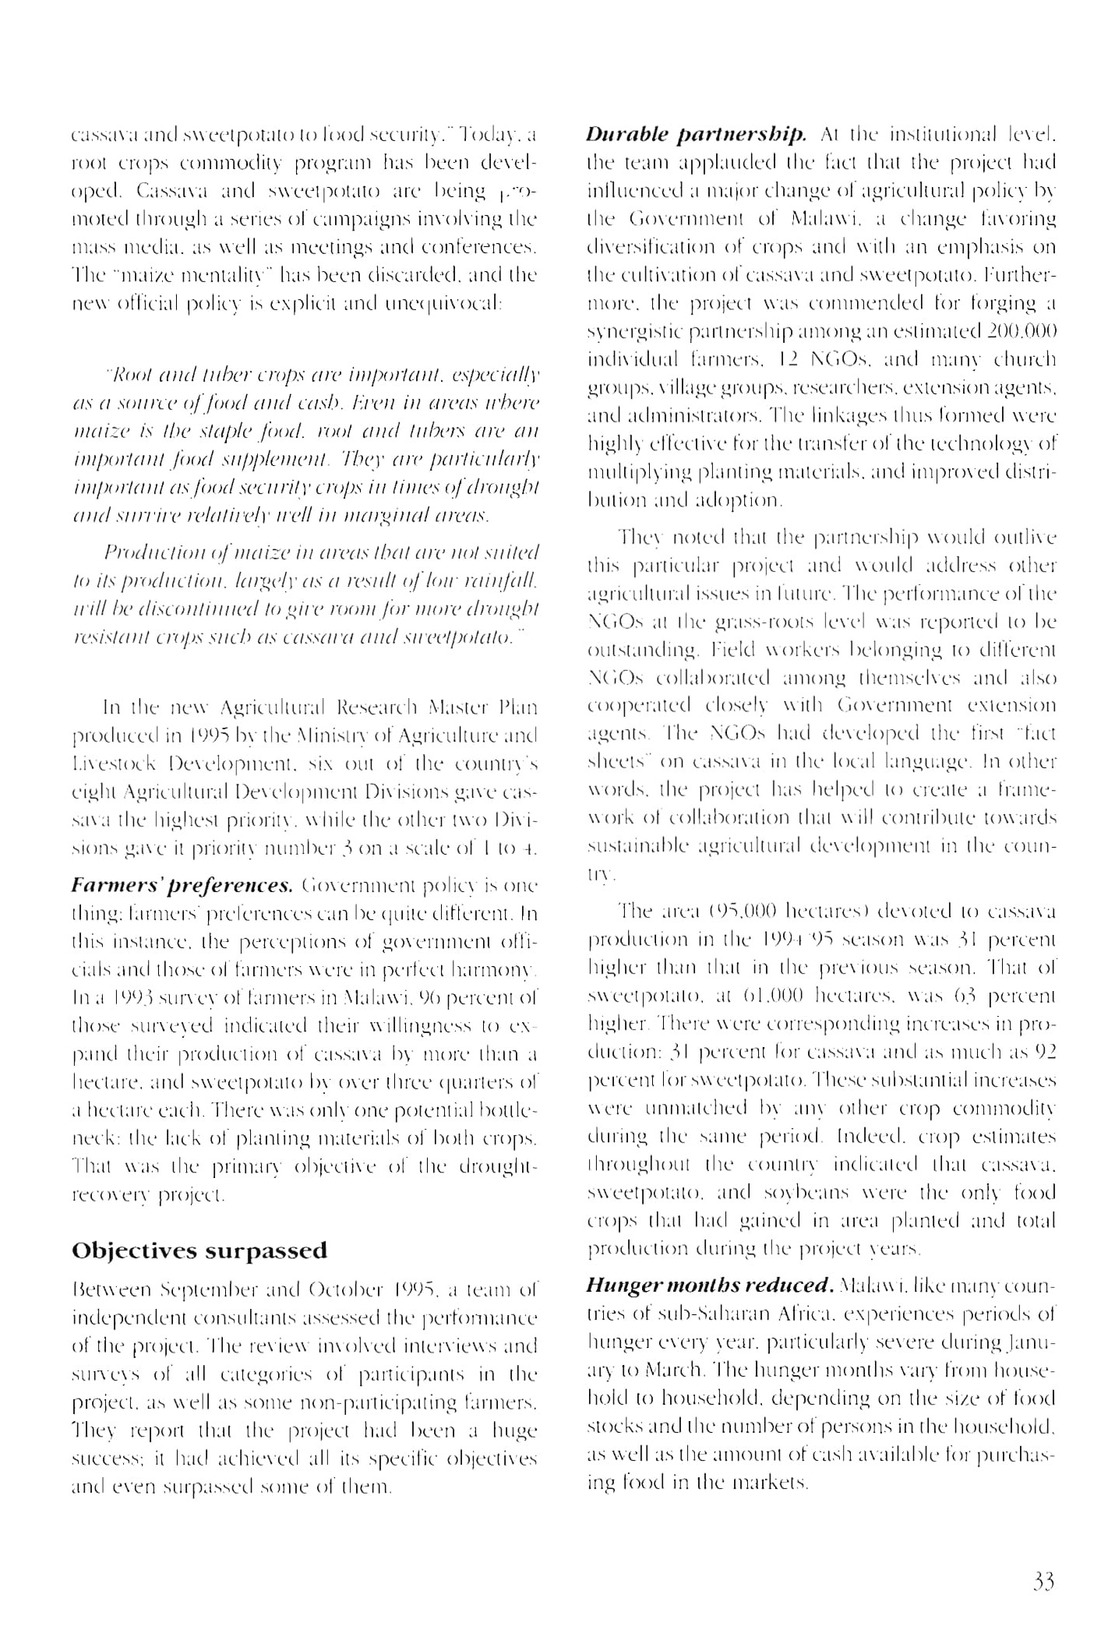 cassava and sweetpotato to food security." Today, a
root crops commodity program has been devel-
oped. Cassava and sweetpotato are being pro-
moted through a series of campaigns involving the
mass media, as well as meetings and conferences.
The "maize mentality" has been discarded, and the
new official policy is explicit and unequivocal:
"Root and tuber crops are important, especially
as a source of food and cash. Even in areas where
maize is the staple food, root and tubers are an
important food supplement. They are particularly
important as food security crops in times of drought
and survive relatively well in marginal areas.
Production of maize in areas that are not suited
to its production, largely as a result of low rainfall,
will be discontinued to give room for more drought
resistant crops such as cassava and sweetpotato."
In the new Agricultural Research Master Plan
produced in 1995 by the Ministry of Agriculture and
Livestock Development, six out of the country's
eight Agricultural Development Divisions gave cas-
sava the highest priority, while the other two Divi-
sions gave it priority number 3 on a scale of 1 to 4.
Farmers' preferences. Government policy is one
thing; farmers' preferences can be quite different. In
this instance, the perceptions of government offi-
cials and those of farmers were in perfect harmony.
In a 1993 survey of farmers in Malawi, 96 percent of
those surveyed indicated their willingness to ex-
pand their production of cassava by more than a
hectare, and sweetpotato by over three quarters of
a hectare each. There was only one potential bottle-
neck: the lack of planting materials of both crops.
That was the primary objective of the drought-
recovery project.
Objectives surpassed
Between September and October 1995, a team of
independent consultants assessed the performance
of the project. The review involved interviews and
surveys of all categories of participants in the
project, as well as some non-participating farmers.
They report that the project had been a huge
success; it had achieved all its specific objectives
and even surpassed some of them.
Durable partnership. At the institutional level,
the team applauded the fact that the project had
influenced a major change of agricultural policy by
the Government of Malawi, a change favoring
diversification of crops and with an emphasis on
the cultivation of cassava and sweetpotato. Further-
more, the project was commended for forging a
synergistic partnership among an estimated 200,000
individual farmers, 12 NGOs, and many church
groups, village groups, researchers, extension agents,
and administrators. The linkages thus formed were
highly effective for the transfer of the technology of
multiplying planting materials, and improved distri-
bution and adoption.
They noted that the partnership would outlive
this particular project and would address other
agricultural issues in future. The performance of the
NGOs at the grass-roots level was reported to be
outstanding. Field workers belonging to different
NGOs collaborated among themselves and also
cooperated closely with Government extension
agents. The NGOs had developed the first "fact
sheets" on cassava in the local language. In other
words, the project has helped to create a frame-
work of collaboration that will contribute towards
sustainable agricultural development in the coun-
try.
The area (95,000 hectares) devoted to cassava
production in the 1994/95 season was 31 percent
higher than that in the previous season. That of
sweetpotato, at 61,000 hectares, was 63 percent
higher. There were corresponding increases in pro-
duction: 31 percent for cassava and as much as 92
percent for sweetpotato. These substantial increases
were unmatched by any other crop commodity
during the same period. Indeed, crop estimates
throughout the country indicated that cassava,
sweetpotato, and soybeans were the only food
crops that had gained in area planted and total
production during the project years.
Hunger months reduced. Malawi, like many coun-
tries of sub-Saharan Africa, experiences periods of
hunger every year, particularly severe during Janu-
ary to March. The hunger months vary from house-
hold to household, depending on the size of food
stocks and the number of persons in the household,
as well as the amount of cash available for purchas-
ing food in the markets.
33